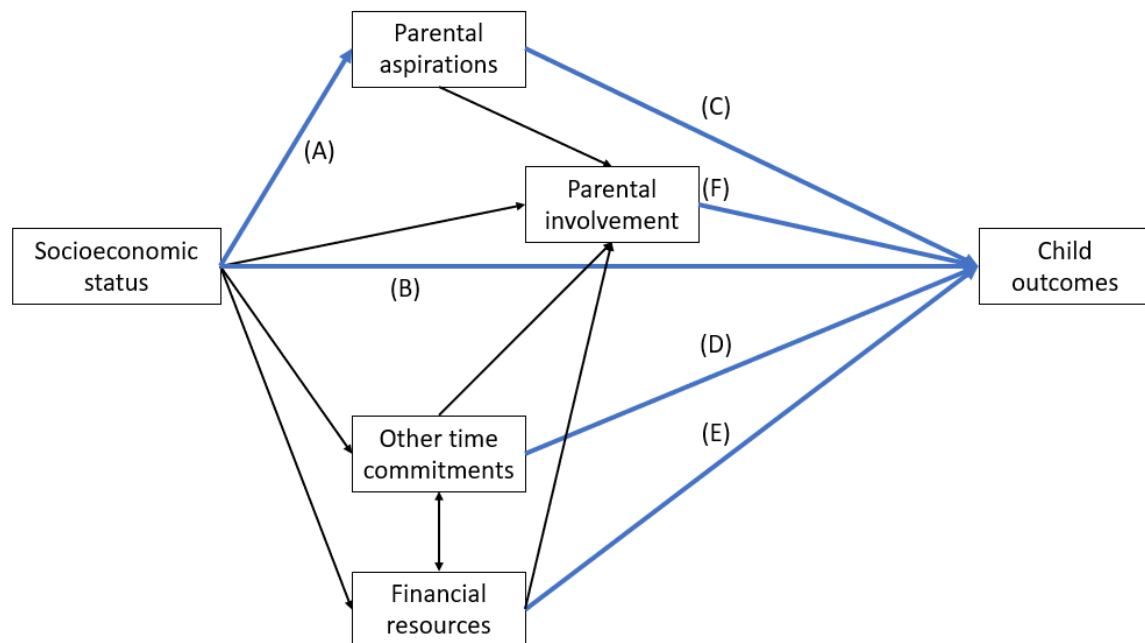 Parental
aspirations
(C)
(A)
Parental
involvement
(F)
Socioeconomic
status
Child
outcomes
(B)
(D)
Other time
commitments
(E)
Financial
resources